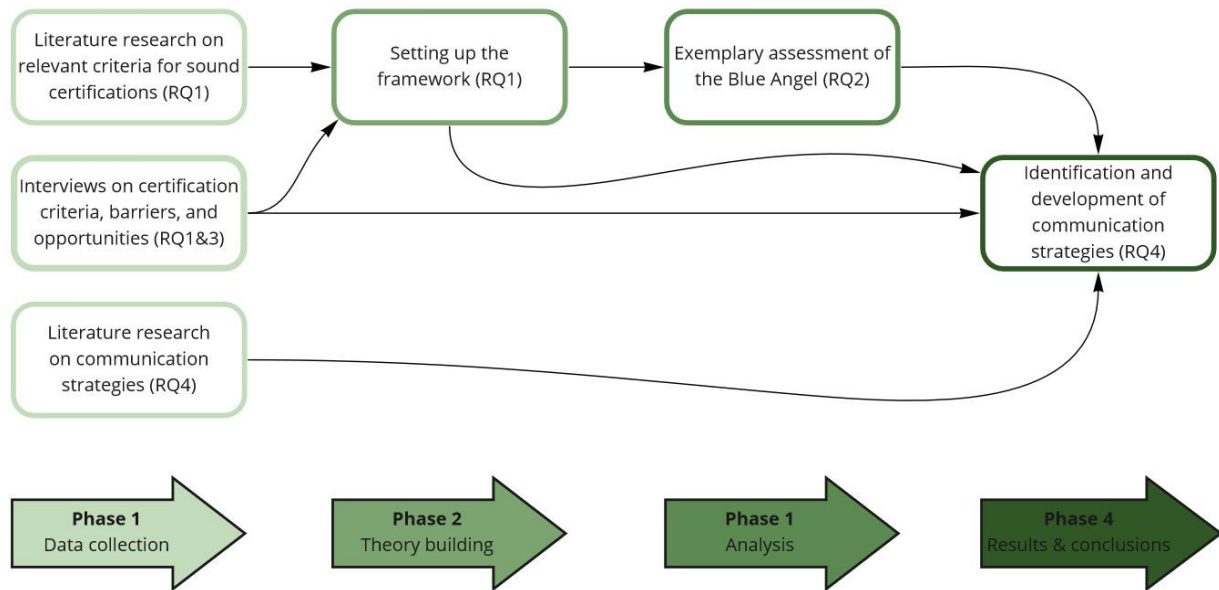 Literature research on
relevant criteria for sound
certifications (RQ1)
Setting up the
framework (RQ1)
Exemplary assessment of
the Blue Angel (RQ2)
Interviews on certification
criteria, barriers, and
opportunities (RQ1&3)
Identification and
development of
communication
strategies (RQ4)
Literature research
on communication
strategies (RQ4)
Phase 1
Data collection
Phase 2
Theory building
Phase 1
Analysis
Phase 4
Results & conclusions